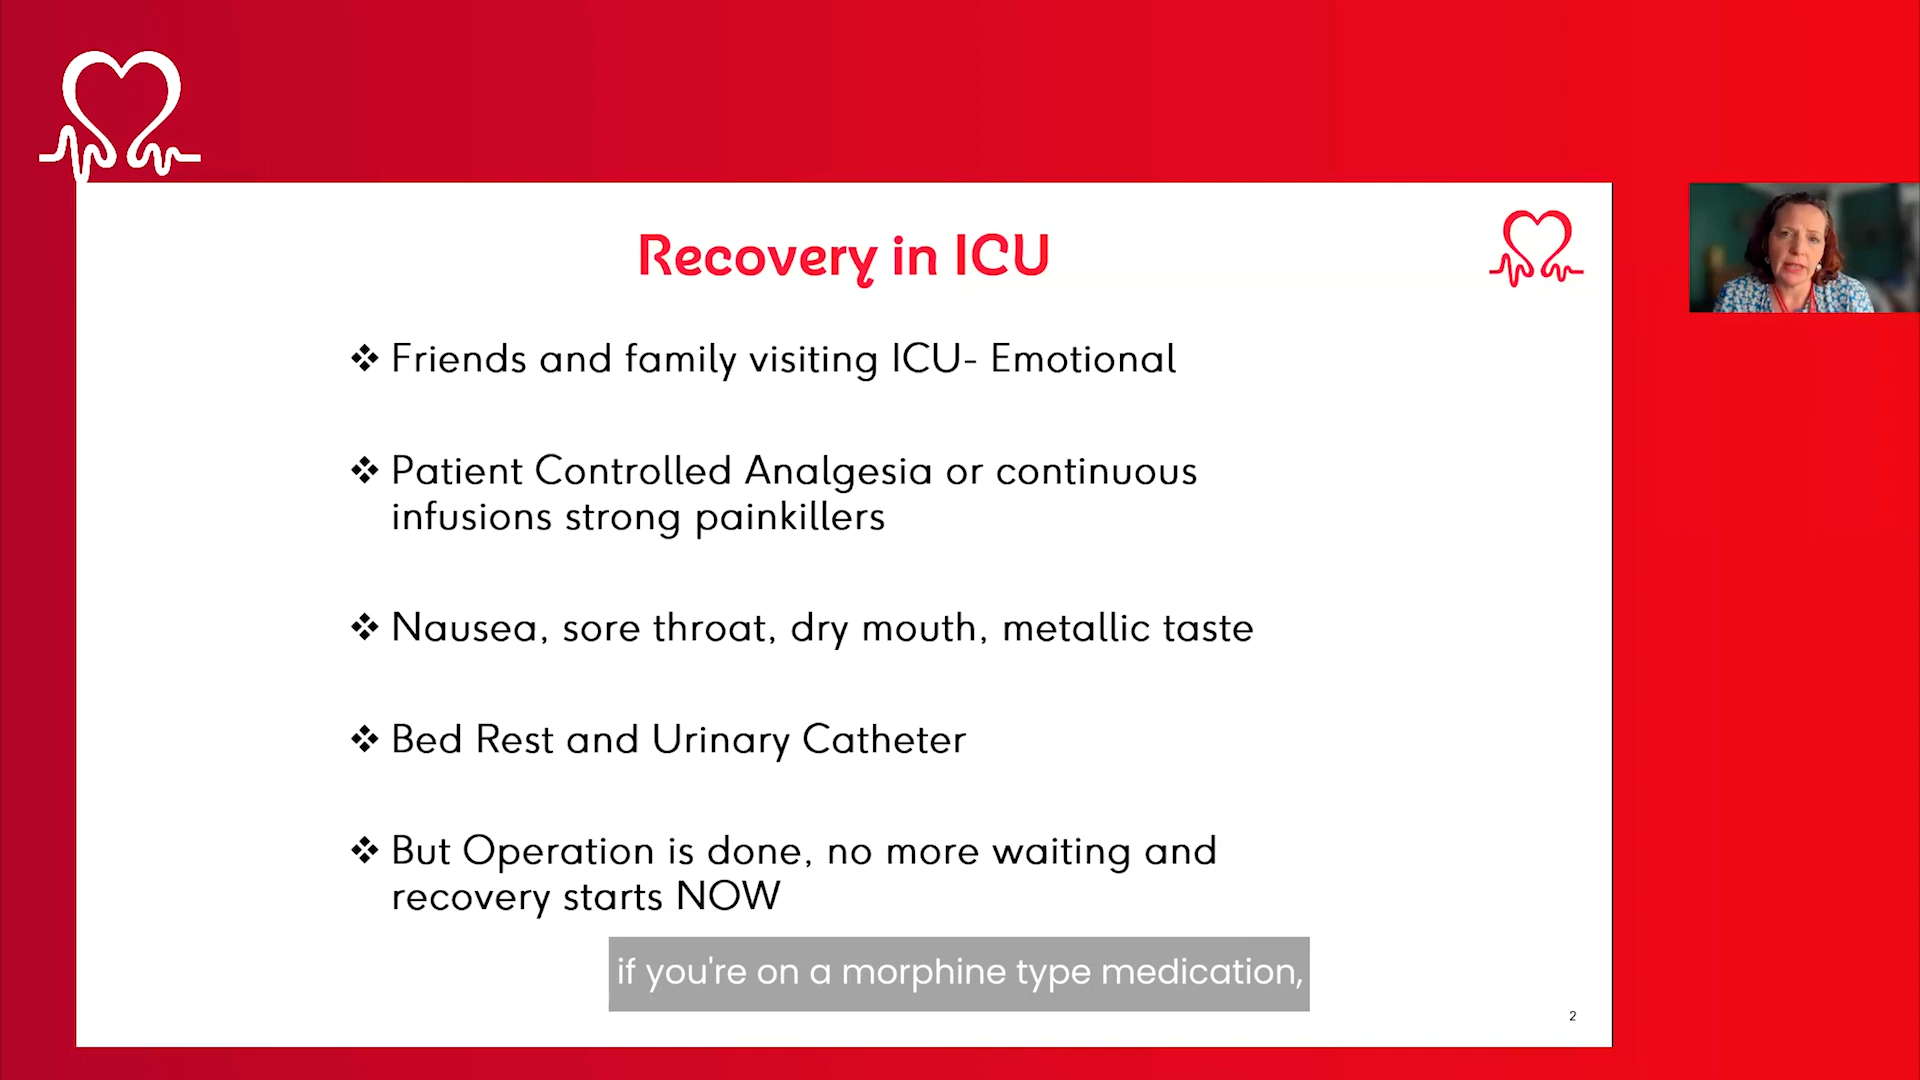 Recovery in ICU
❖ Friends and family visiting ICU- Emotional
❖ Patient Controlled Analgesia or continuous
infusions strong painkillers
❖ Nausea, sore throat, dry mouth, metallic taste
❖ Bed Rest and Urinary Catheter
❖ But Operation is done, no more waiting and
recovery starts NOW
if you're on a morphine type medication,
2